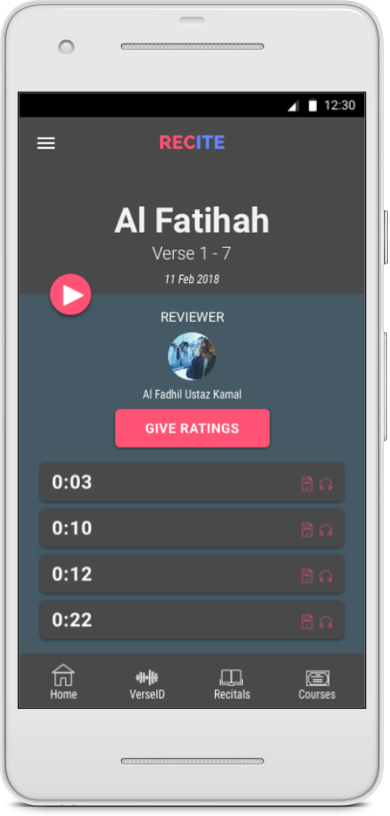 12:30
RECITE
Al Fatihah
Verse 1 - 7
11 Feb 2018
REVIEWER
Al Fadhil Ustaz Kamal
GIVE RATINGS
0:03
0:10
0:12
0:22
Home VerseID Recitals Courses